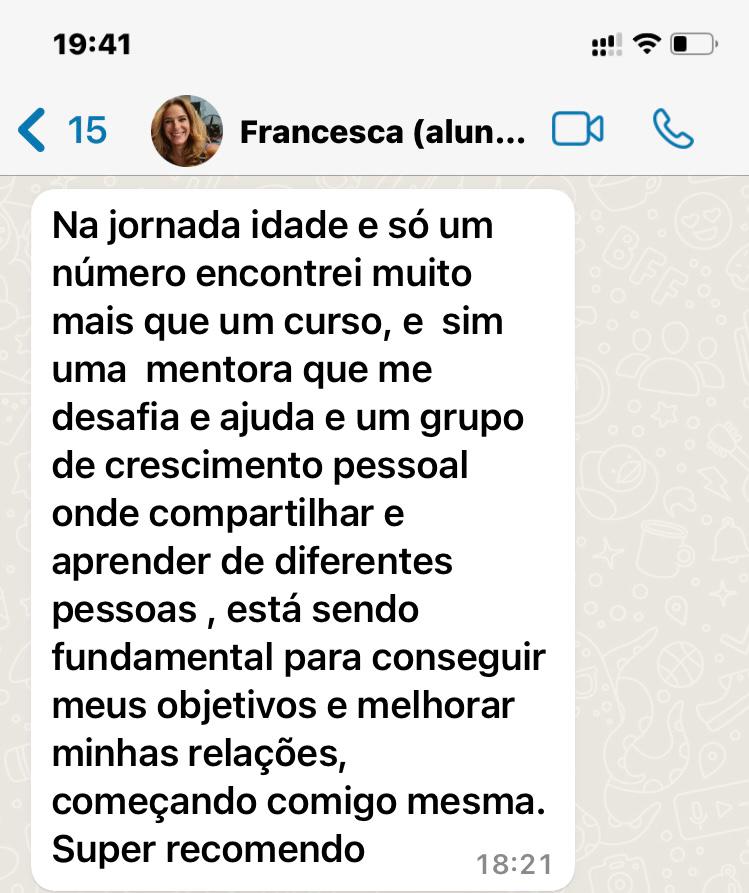 19:41
15
Francesca (alun...
Na jornada idade e só um
número encontrei muito
mais que um curso, e  sim
uma  mentora que me
desafia e ajuda e um grupo
de crescimento pessoal
onde compartilhar e
aprender de diferentes
pessoas , está sendo
fundamental para conseguir
meus objetivos e melhorar
minhas relações,
começando comigo mesma.
Super recomendo
18:21
BFF